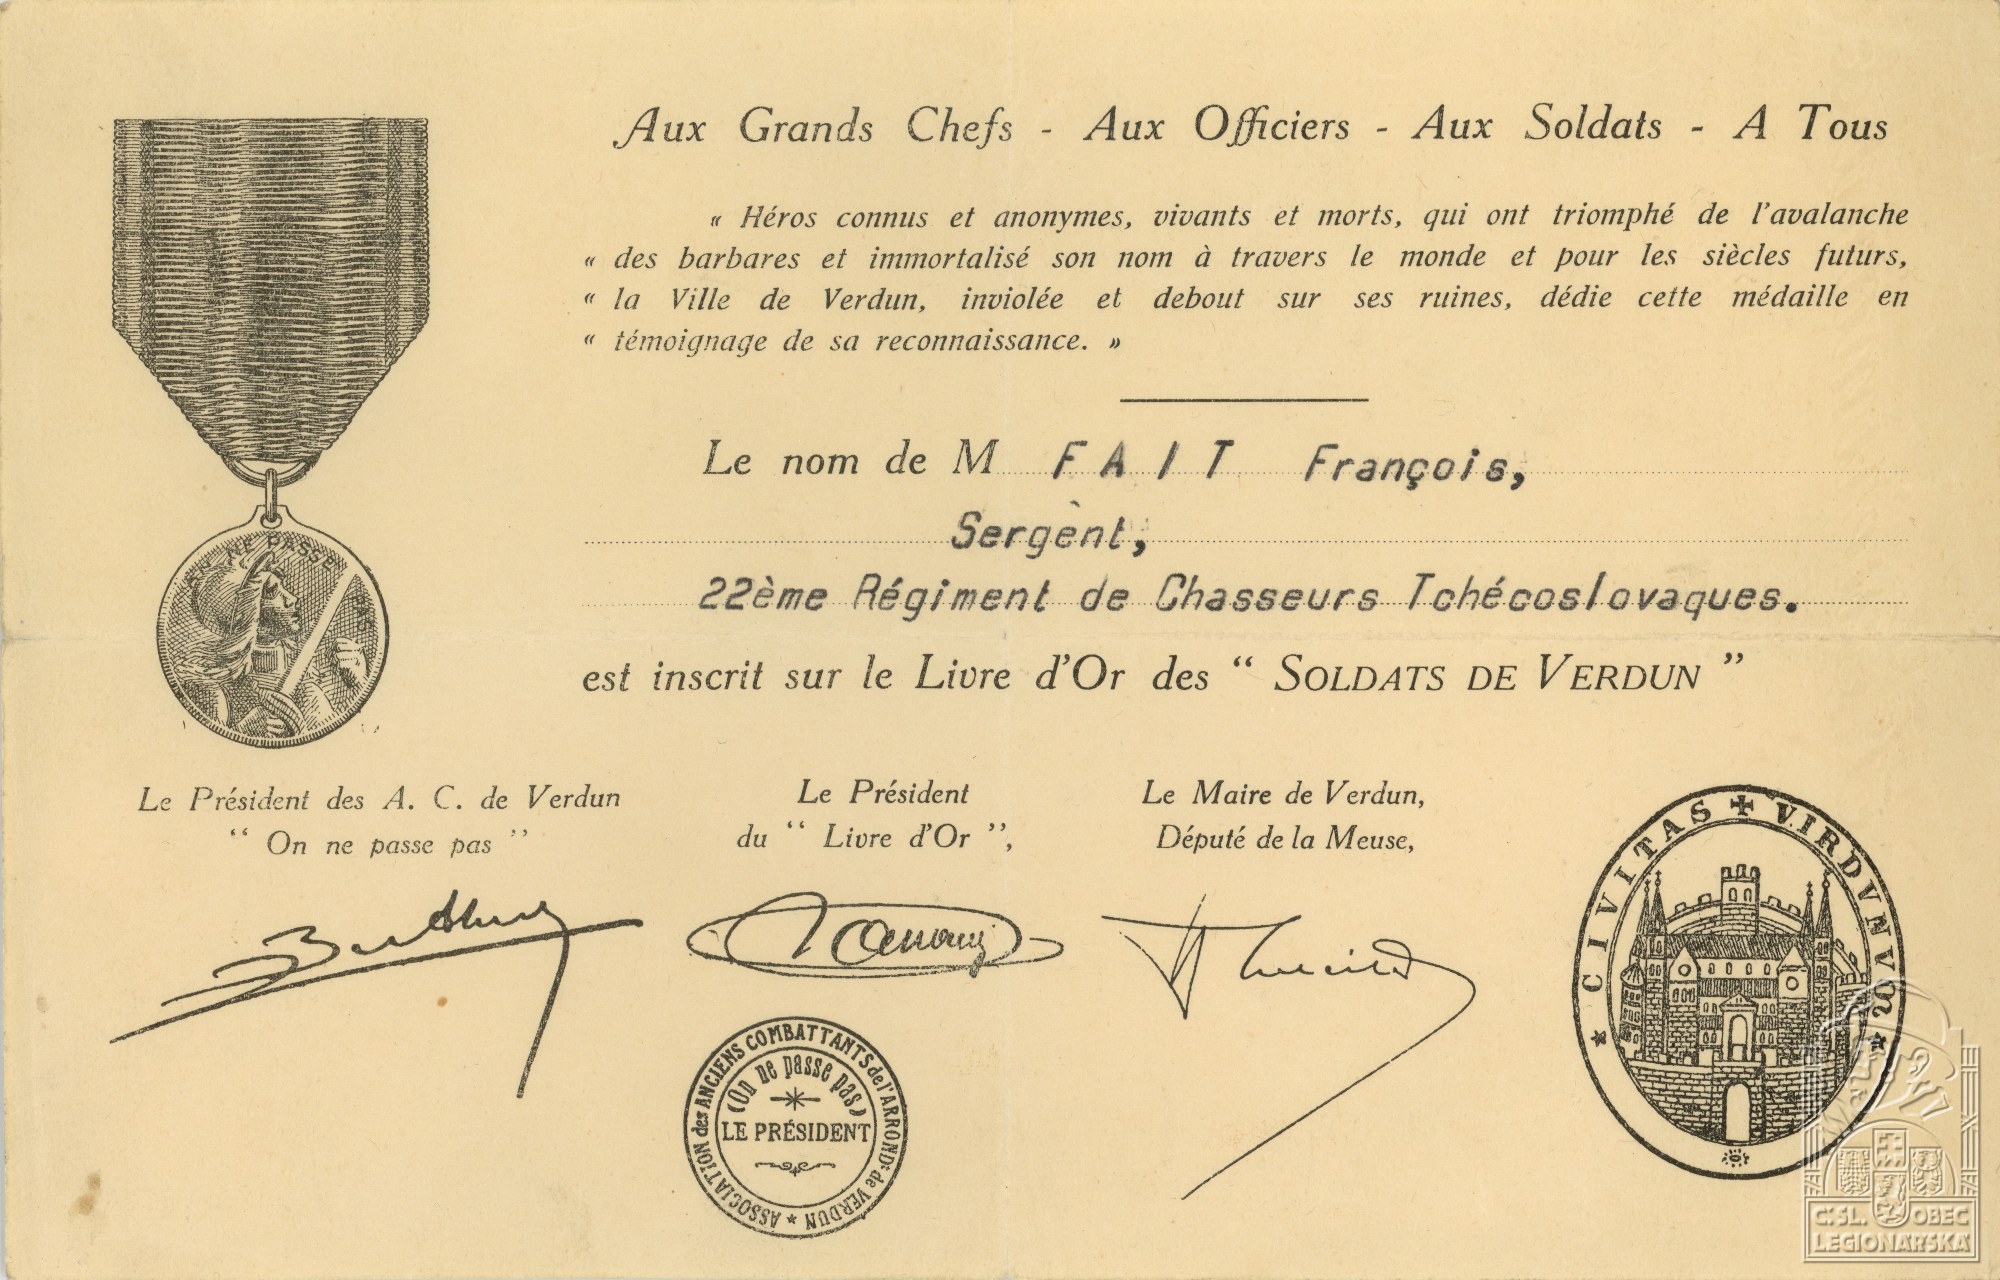 Aux Grands Chefs - Aux Officiers - Aux Soldats - A Tous
« Héros connus et anonymes, vivants et morts, qui ont triomphé de l'avalanche
« des barbares et immortalisé son nom à travers le monde et pour les siècles futurs,
« la Ville de Verdun, inviolée et debout sur ses ruines, dédie cette médaille en
« témoignage de sa reconnaissance. »
Le nom de M FAIT François,
Sergent,
22ème Régiment de Chasseurs Tchécoslovaques.
est inscrit sur le Livre d'Or des “ SOLDATS DE VERDUN ”
ON NE PASSE PAS
Le Président des A. C. de Verdun
“ On ne passe pas ”
Le Président
du “ Livre d'Or ”,
Le Maire de Verdun,
Député de la Meuse,
ASSOCIATION des ANCIENS COMBATTANTS de l'ARROND^t de VERDUN
(On ne passe pas)
LE PRÉSIDENT
CIVITAS VIRDVNVM
Č.SL. OBEC
LEGIONÁŘSKÁ